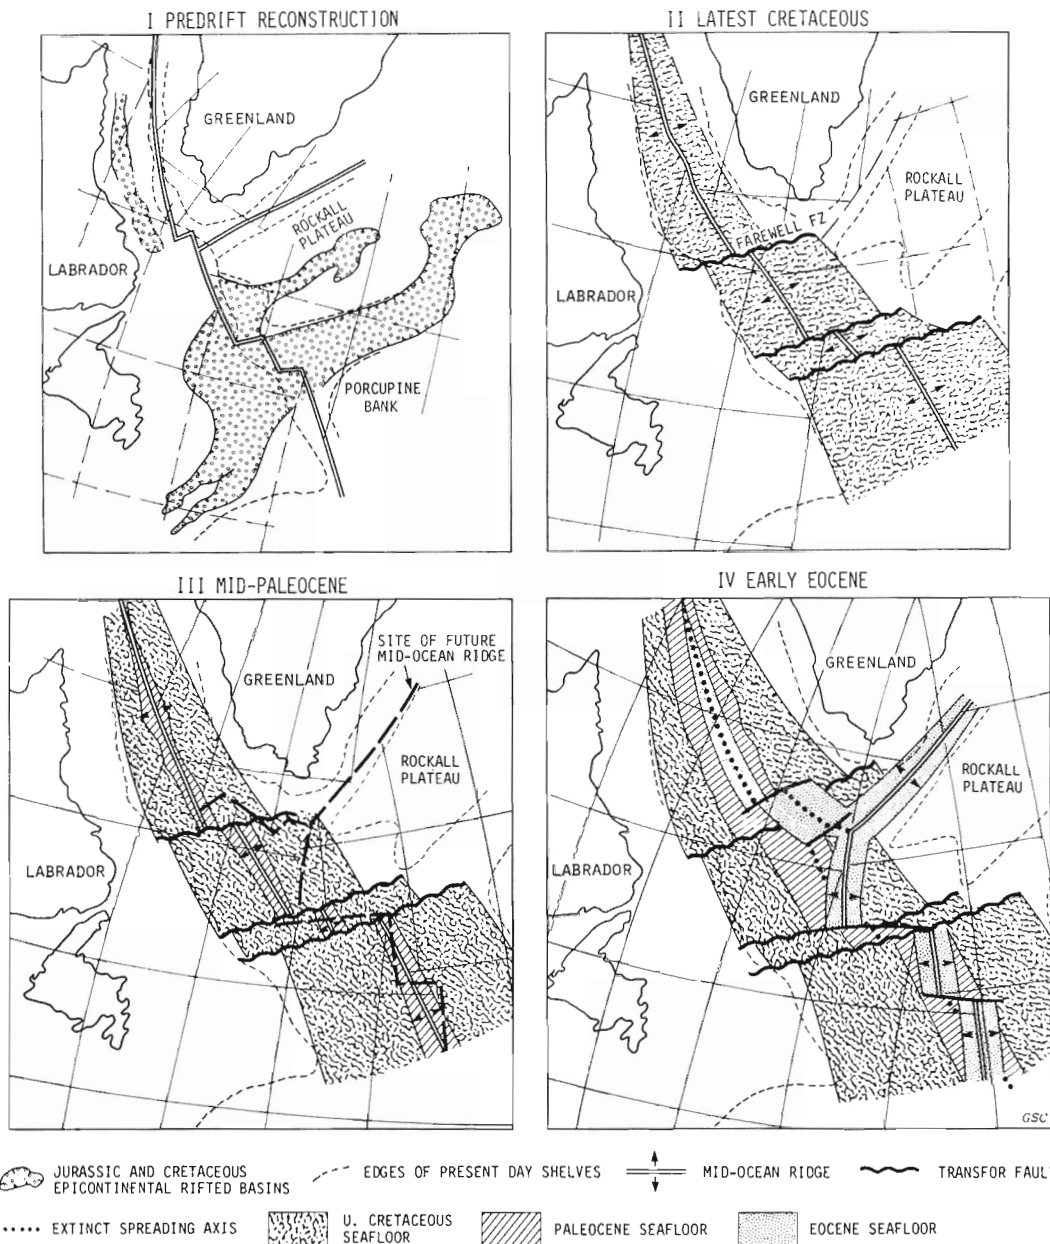 I PREDRIFT RECONSTRUCTION
GREENLAND
ROCKALL
PLATEAU
LABRADOR
PORCUPINE
BANK
II LATEST CRETACEOUS
GREENLAND
ROCKALL
PLATEAU
FAREWELL FZ
LABRADOR
III MID-PALEOCENE
SITE OF FUTURE
MID-OCEAN RIDGE
GREENLAND
ROCKALL
PLATEAU
LABRADOR
IV EARLY EOCENE
GREENLAND
ROCKALL
PLATEAU
LABRADOR
GSC
JURASSIC AND CRETACEOUS
EPICONTINENTAL RIFTED BASINS
EDGES OF PRESENT DAY SHELVES
MID-OCEAN RIDGE
TRANSFOR FAUL
EXTINCT SPREADING AXIS
U. CRETACEOUS
SEAFLOOR
PALEOCENE SEAFLOOR
EOCENE SEAFLOOR